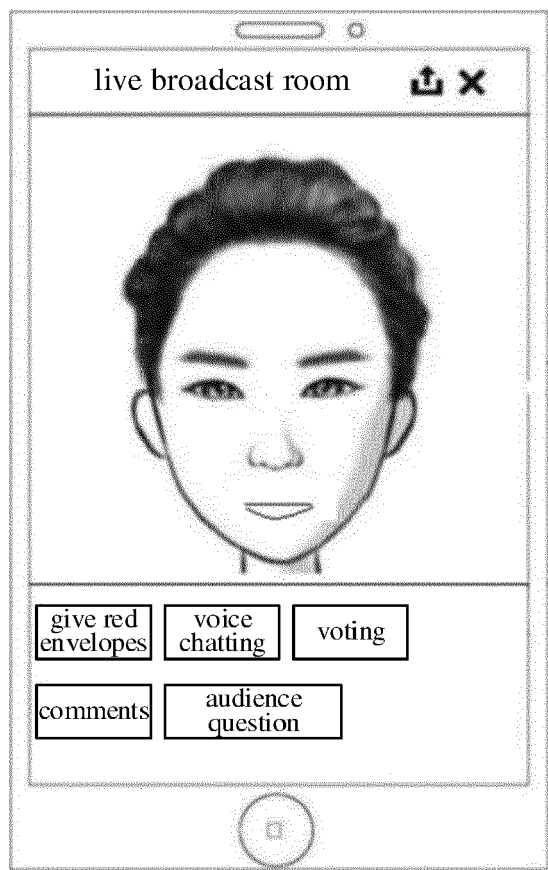 live broadcast room
give red
envelopes
voice
chatting
voting
comments
audience
question